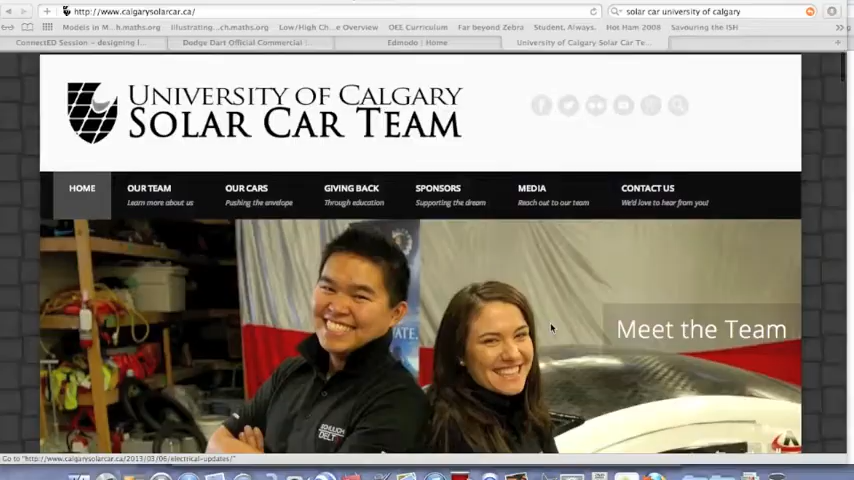 http://www.calgarysolarcar.ca/
solar car university of calgary
Models in M...h.maths.org Illustrating...ch.maths.org Low/High Ch...e Overview OEE Curriculum Far beyond Zebra Student, Always. Hot Ham 2008 Savouring the ISH
ConnectED Session – designing l... Dodge Dart Official Commercial :... Edmodo | Home University of Calgary Solar Car Te...
UNIVERSITY OF CALGARY
SOLAR CAR TEAM
HOME OUR TEAM OUR CARS GIVING BACK SPONSORS MEDIA CONTACT US
Learn more about us Pushing the envelope Through education Supporting the dream Reach out to our team We'd love to hear from you!
Meet the Team
Go to "http://www.calgarysolarcar.ca/2013/03/06/electrical-updates/"